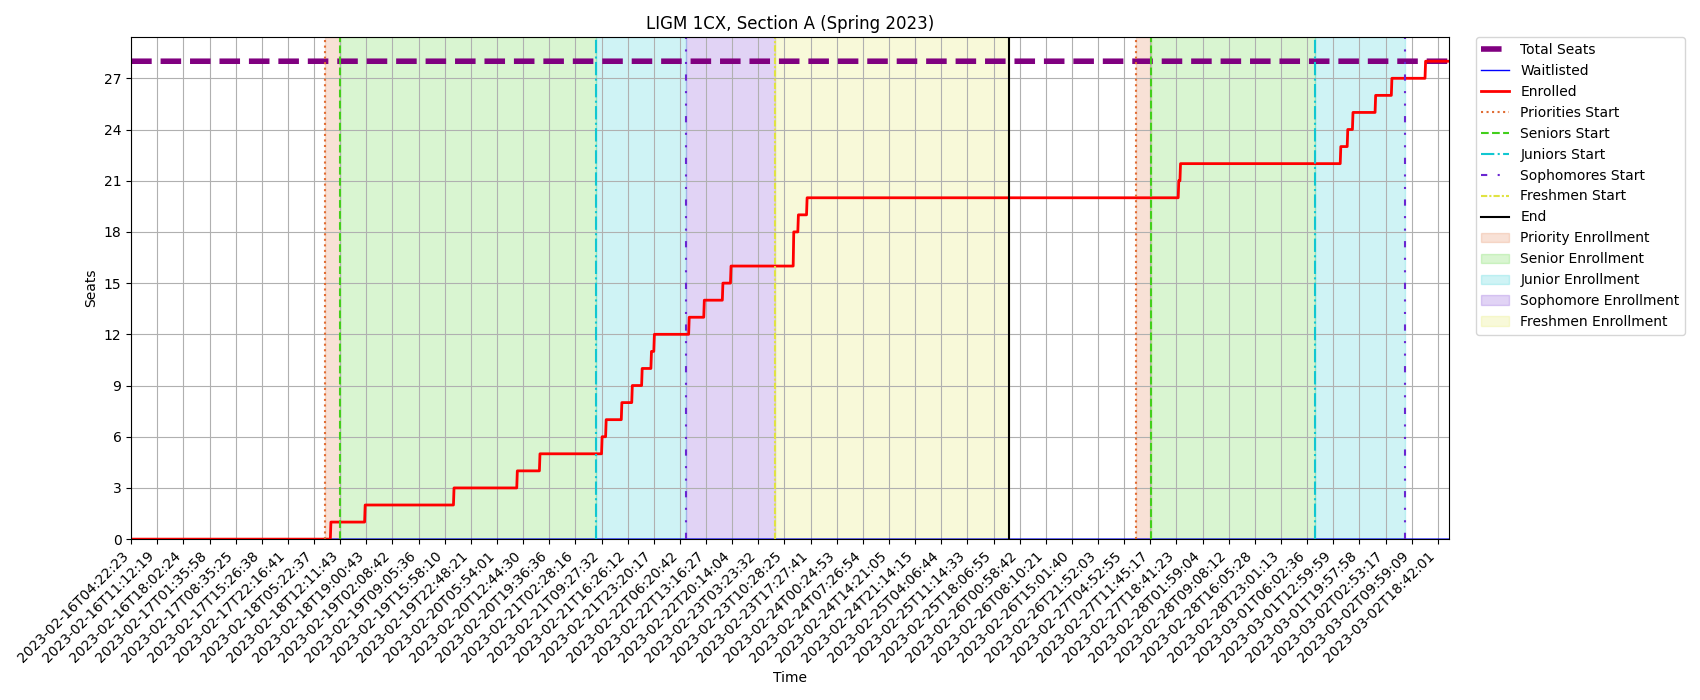 LIGM 1CX, Section A (Spring 2023)
Seats
27
24
21
18
15
12
9
6
3
0
2023-02-16T04:22:23
2023-02-16T11:12:19
2023-02-16T18:02:24
2023-02-17T01:35:58
2023-02-17T08:35:25
2023-02-17T15:26:38
2023-02-17T22:16:41
2023-02-18T05:22:37
2023-02-18T12:11:43
2023-02-18T19:00:43
2023-02-19T02:08:42
2023-02-19T09:05:36
2023-02-19T15:58:10
2023-02-19T22:48:21
2023-02-20T05:54:01
2023-02-20T12:44:30
2023-02-20T19:36:36
2023-02-21T02:28:16
2023-02-21T09:27:32
2023-02-21T16:26:12
2023-02-21T23:20:17
2023-02-22T06:20:42
2023-02-22T13:16:27
2023-02-22T20:14:04
2023-02-23T03:23:32
2023-02-23T10:28:25
2023-02-23T17:27:41
2023-02-24T00:24:53
2023-02-24T07:26:54
2023-02-24T14:21:05
2023-02-24T21:14:15
2023-02-25T04:06:44
2023-02-25T11:14:33
2023-02-25T18:06:55
2023-02-26T00:58:42
2023-02-26T08:10:21
2023-02-26T15:01:40
2023-02-26T21:52:03
2023-02-27T04:52:55
2023-02-27T11:45:17
2023-02-27T18:41:23
2023-02-28T01:59:04
2023-02-28T09:08:12
2023-02-28T16:05:28
2023-02-28T23:01:13
2023-03-01T06:02:36
2023-03-01T12:59:59
2023-03-01T19:57:58
2023-03-02T02:53:17
2023-03-02T09:59:09
2023-03-02T18:42:01
Time
Total Seats
Waitlisted
Enrolled
Priorities Start
Seniors Start
Juniors Start
Sophomores Start
Freshmen Start
End
Priority Enrollment
Senior Enrollment
Junior Enrollment
Sophomore Enrollment
Freshmen Enrollment